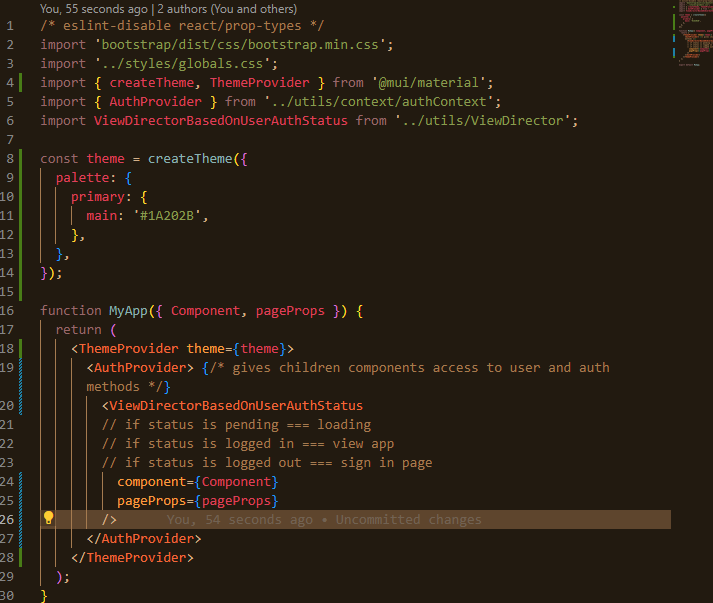 You, 55 seconds ago | 2 authors (You and others)
1 /* eslint-disable react/prop-types */
2 import 'bootstrap/dist/css/bootstrap.min.css';
3 import '../styles/globals.css';
4 import { createTheme, ThemeProvider } from '@mui/material';
5 import { AuthProvider } from '../utils/context/authContext';
6 import ViewDirectorBasedOnUserAuthStatus from '../utils/ViewDirector';
7
8 const theme = createTheme({
9 palette: {
10 primary: {
11 main: '#1A202B',
12 },
13 },
14 });
15
16 function MyApp({ Component, pageProps }) {
17 return (
18 <ThemeProvider theme={theme}>
19 <AuthProvider> {/* gives children components access to user and auth
methods */}
20 <ViewDirectorBasedOnUserAuthStatus
21 // if status is pending === loading
22 // if status is logged in === view app
23 // if status is logged out === sign in page
24 component={Component}
25 pageProps={pageProps}
26 /> You, 54 seconds ago • Uncommitted changes
27 </AuthProvider>
28 </ThemeProvider>
29 );
30 }